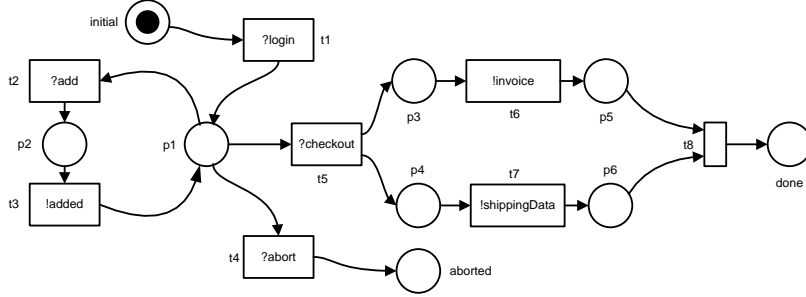 initial
?login t1
t2 ?add
p2
t3 !added
p1
?checkout
t5
t4 ?abort
aborted
p3
!invoice
t6
p5
p4
t7
!shippingData
p6
t8
done